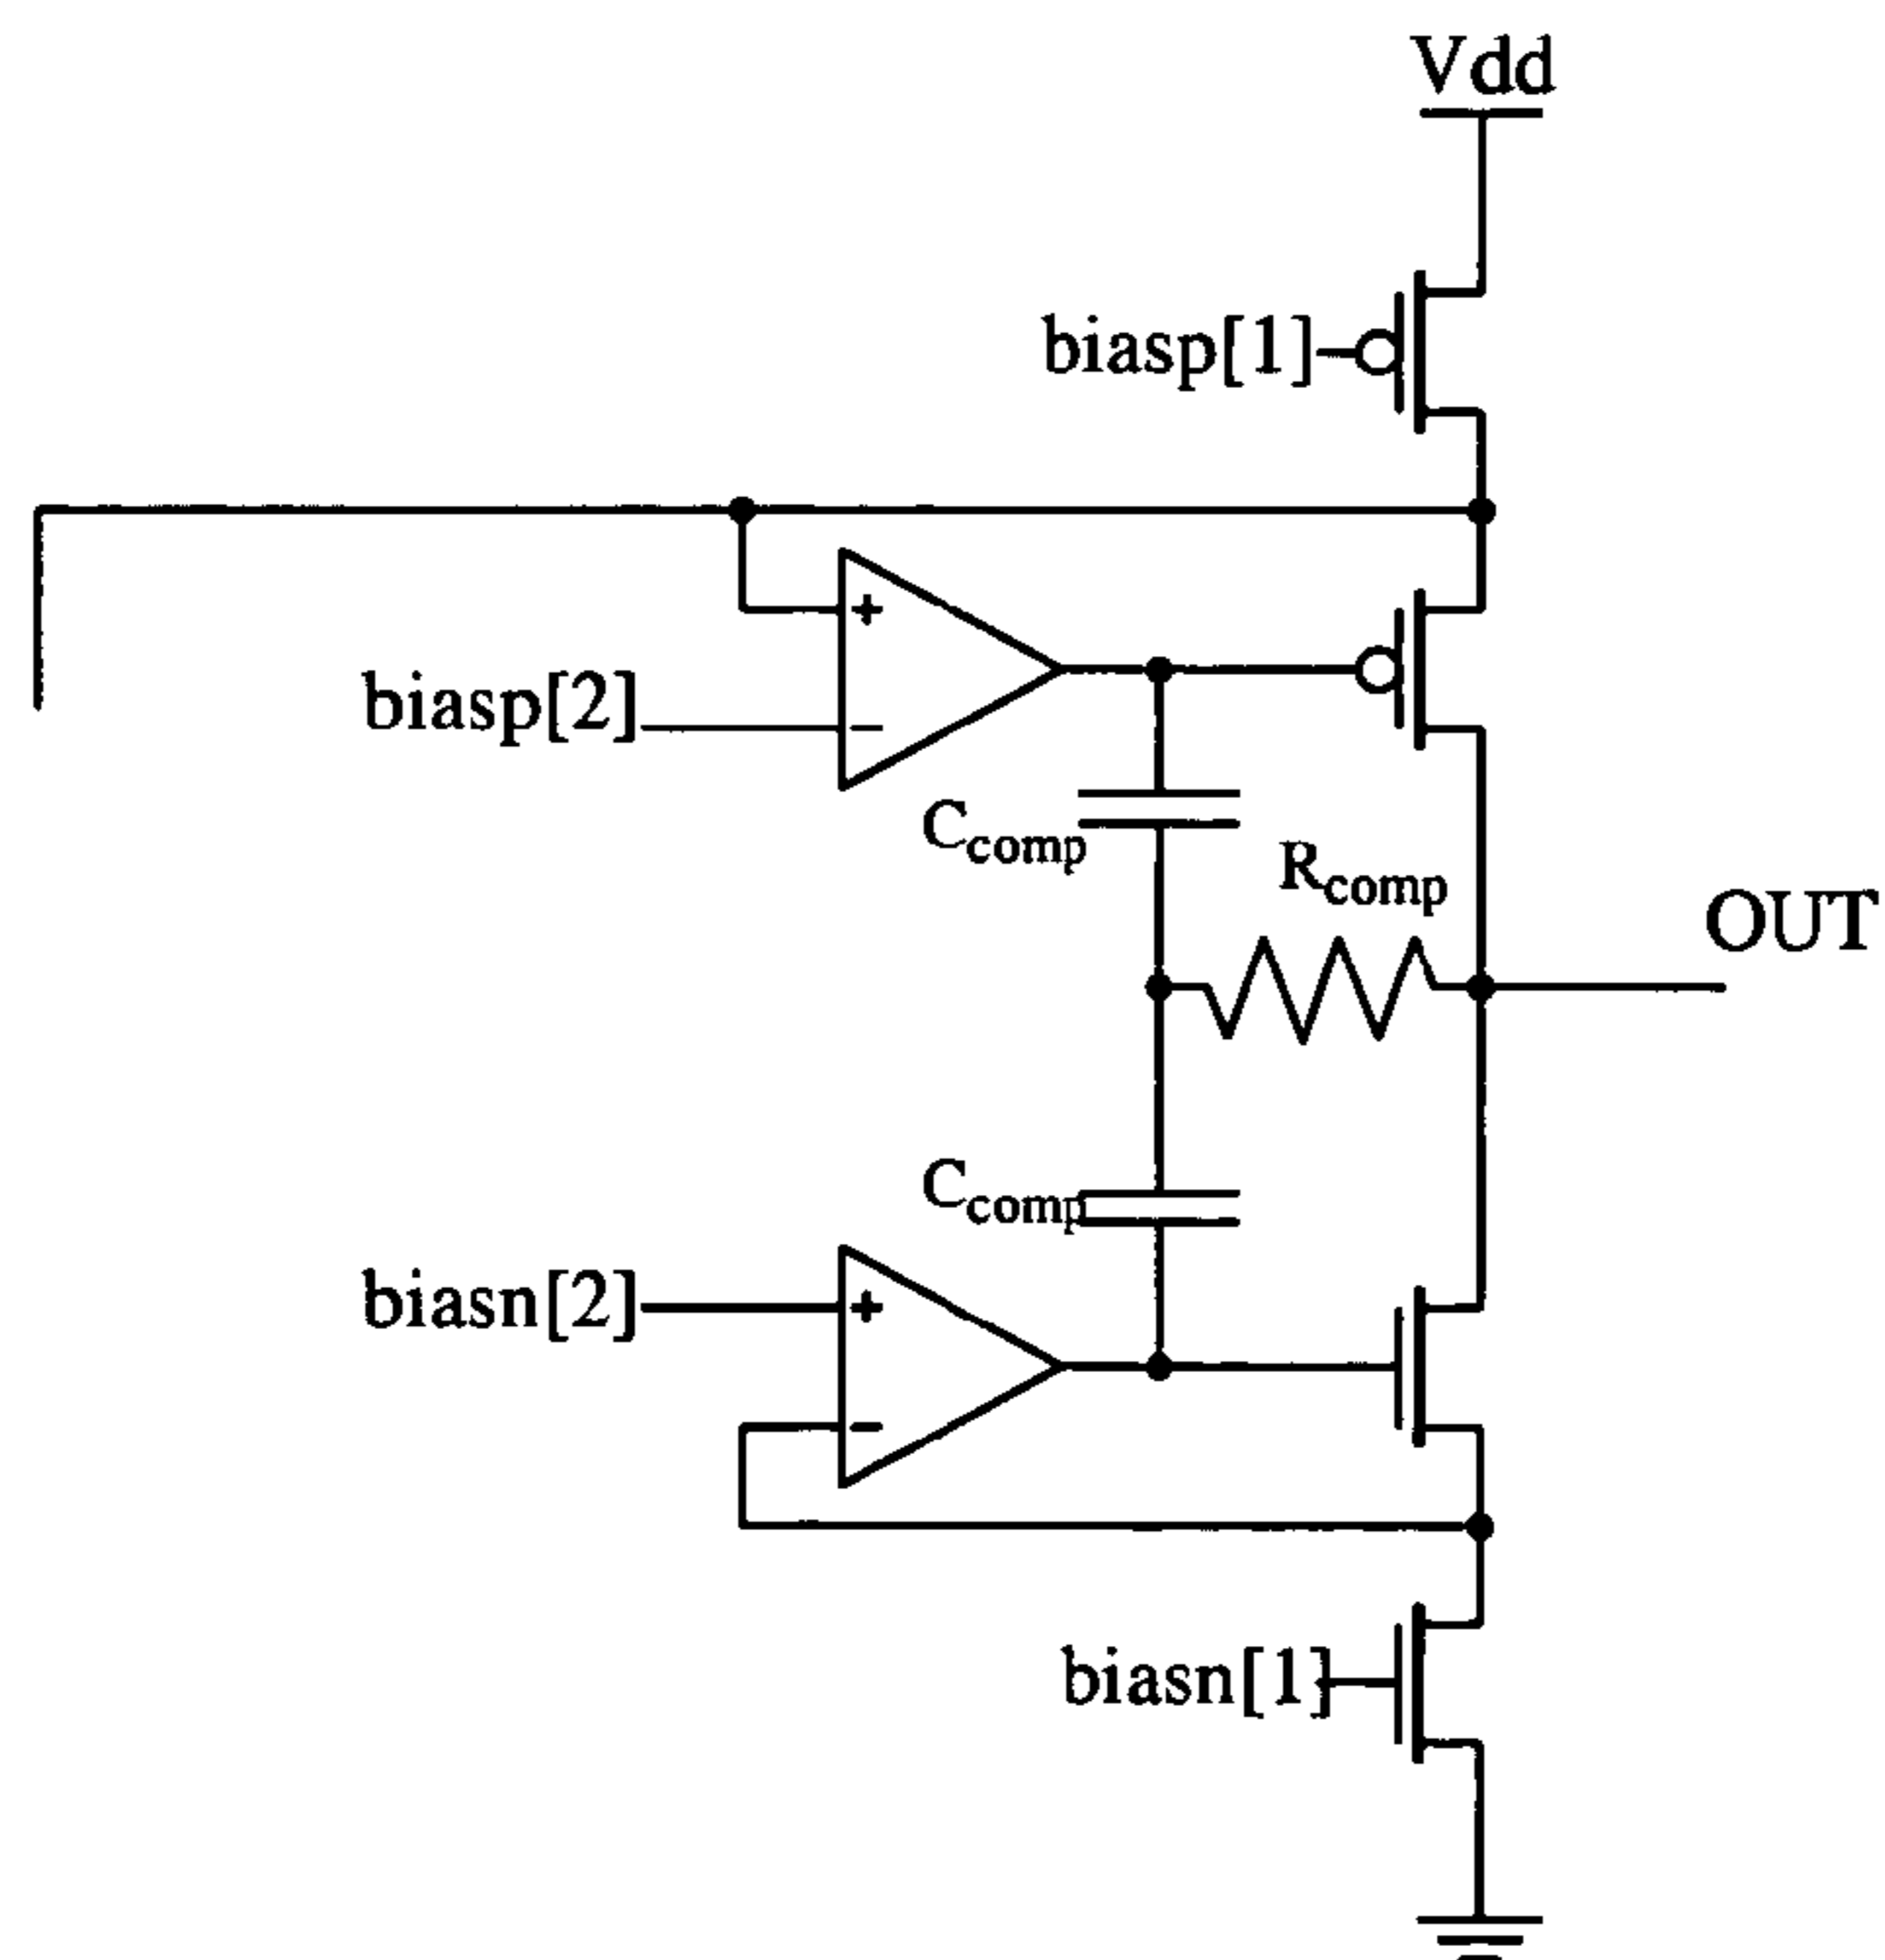 Vdd
biasp[1]
+
biasp[2]
−
Ccomp
Rcomp
OUT
Ccomp
biasn[2]
+
−
biasn[1]